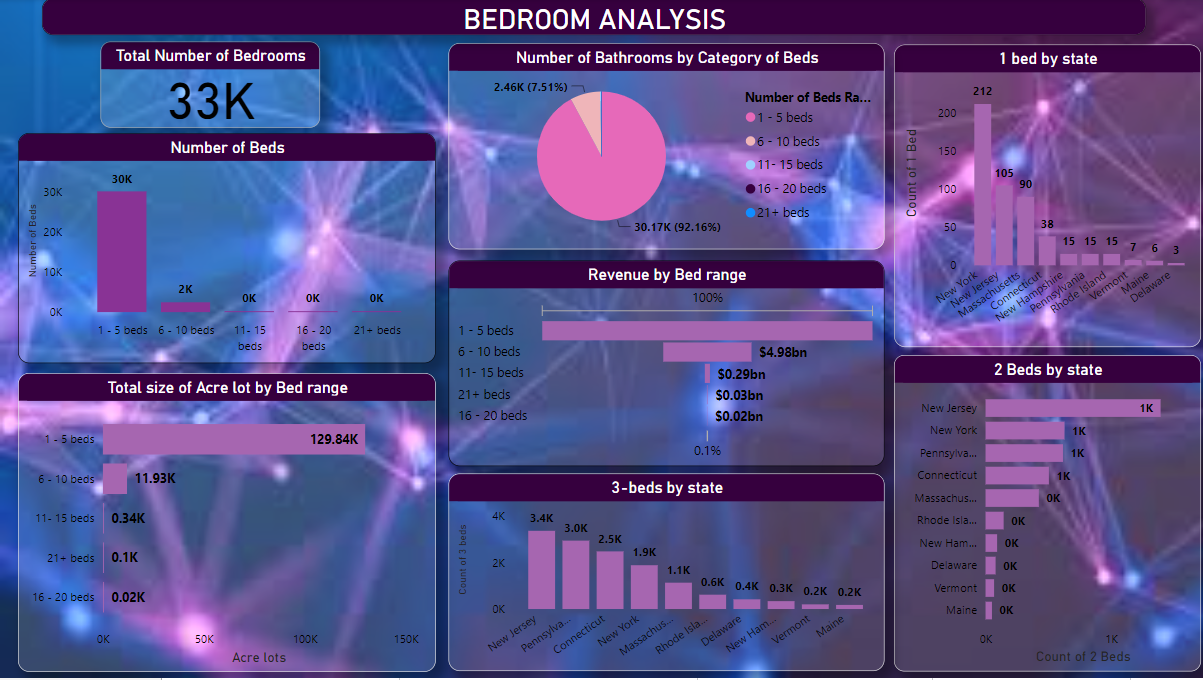 BEDROOM ANALYSIS
Total Number of Bedrooms
33K
Number of Beds
Number of Beds
30K
20K
10K
0K
30K
2K
0K
0K
0K
1 - 5 beds
6 - 10 beds
11- 15
beds
16 - 20
beds
21+ beds
Total size of Acre lot by Bed range
1 - 5 beds
129.84K
6 - 10 beds
11.93K
11- 15 beds
0.34K
21+ beds
0.1K
16 - 20 beds
0.02K
0K
50K
100K
150K
Acre lots
Number of Bathrooms by Category of Beds
2.46K (7.51%)
30.17K (92.16%)
Number of Beds Ra...
1 - 5 beds
6 - 10 beds
11- 15 beds
16 - 20 beds
21+ beds
Revenue by Bed range
100%
1 - 5 beds
6 - 10 beds
$4.98bn
11- 15 beds
$0.29bn
21+ beds
$0.03bn
16 - 20 beds
$0.02bn
0.1%
3-beds by state
Count of 3 beds
4K
2K
0K
3.4K
3.0K
2.5K
1.9K
1.1K
0.6K
0.4K
0.3K
0.2K
0.2K
New Jersey
Pennsylva...
Connecticut
New York
Massachus...
Rhode Isla...
Delaware
New Ham...
Vermont
Maine
1 bed by state
Count of 1 Bed
200
150
100
50
0
212
105
90
38
15
15
15
7
6
3
New York
New Jersey
Massachusetts
Connecticut
New Hampshire
Pennsylvania
Rhode Island
Vermont
Maine
Delaware
2 Beds by state
New Jersey
1K
New York
1K
Pennsylva...
1K
Connecticut
1K
Massachus...
0K
Rhode Isla...
0K
New Ham...
0K
Delaware
0K
Vermont
0K
Maine
0K
0K
1K
Count of 2 Beds